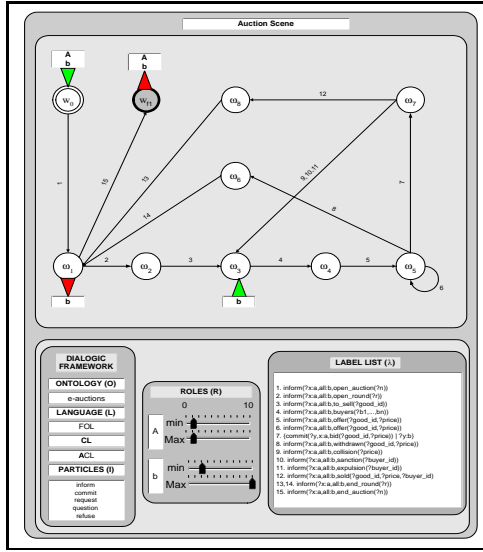 Auction Scene
A
b
A
b
w0
wf1
ω8
12
ω7
1
15
13
9,10,11
ω6
7
14
8
ω1
2
ω2
3
ω3
4
ω4
5
ω5
6
b
b
DIALOGIC
FRAMEWORK
ONTOLOGY (O)
e-auctions
LANGUAGE (L)
FOL
CL
ACL
PARTICLES (I)
inform
commit
request
question
refuse
ROLES (R)
0 10
A
min
Max
b
min
Max
LABEL LIST (λ)
1. inform(?x:a,all:b,open_auction(?n))
2. inform(?x:a,all:b,open_round(?r))
3. inform(?x:a,all:b,to_sell(?good_id))
4. inform(?x:a,all:b,buyers(?b1,...,bn))
5. inform(?x:a,all:b,offer(?good_id,?price))
6. inform(?x:a,all:b,offer(?good_id,?price))
7. {commit(?y,x:a,bid(?good_id,?price)) | ?y:b}
8. inform(?x:a,all:b,withdrawn(?good_id,?price))
9. inform(?x:a,all:b,collision(?price))
10. inform(?x:a,all:b,sanction(?buyer_id))
11. inform(?x:a,all:b,expulsion(?buyer_id))
12. inform(?x:a,all:b,sold(?good_id,?price,?buyer_id)
13,14. inform(?x:a,all:b,end_round(?r))
15. inform(?x:a,all:b,end_auction(?n))